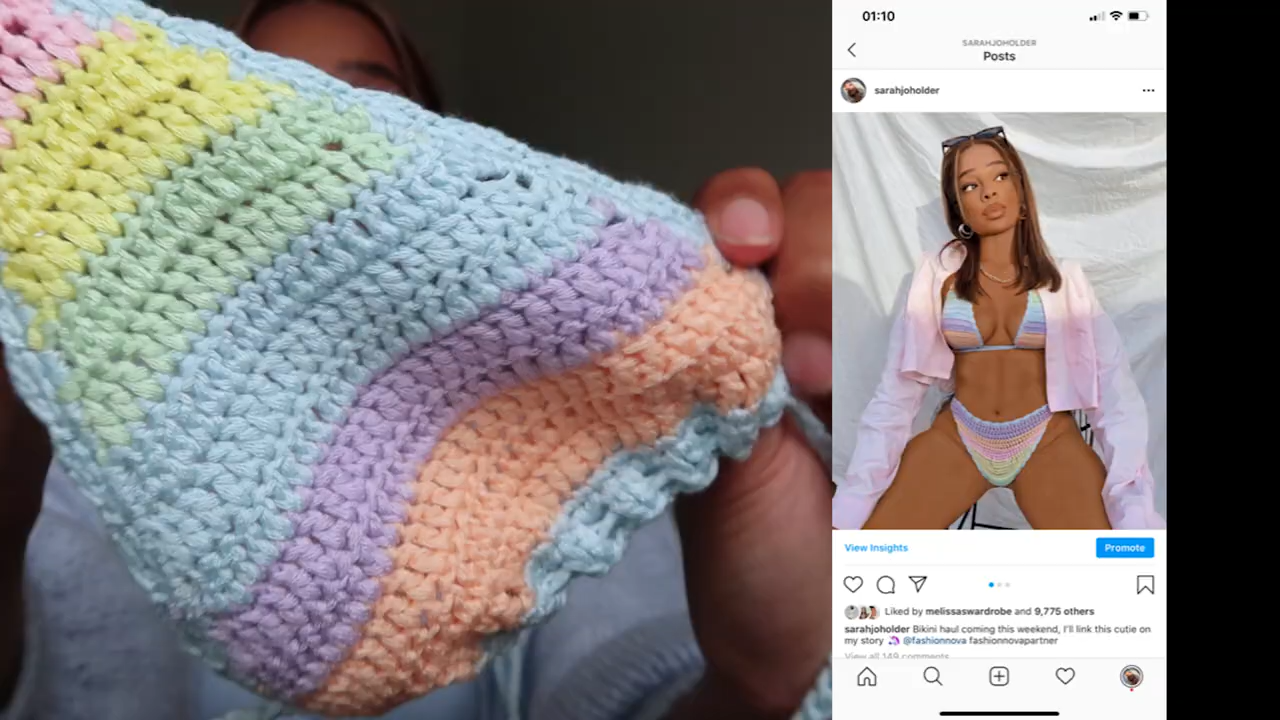 01:10
SARAHJOHOLDER
Posts
sarahjoholder
View Insights
Promote
Liked by melissaswardrobe and 9,775 others
sarahjoholder Bikini haul coming this weekend, I'll link this cutie on
my story 🦄 @fashionnova fashionnovapartner
View all 149 comments